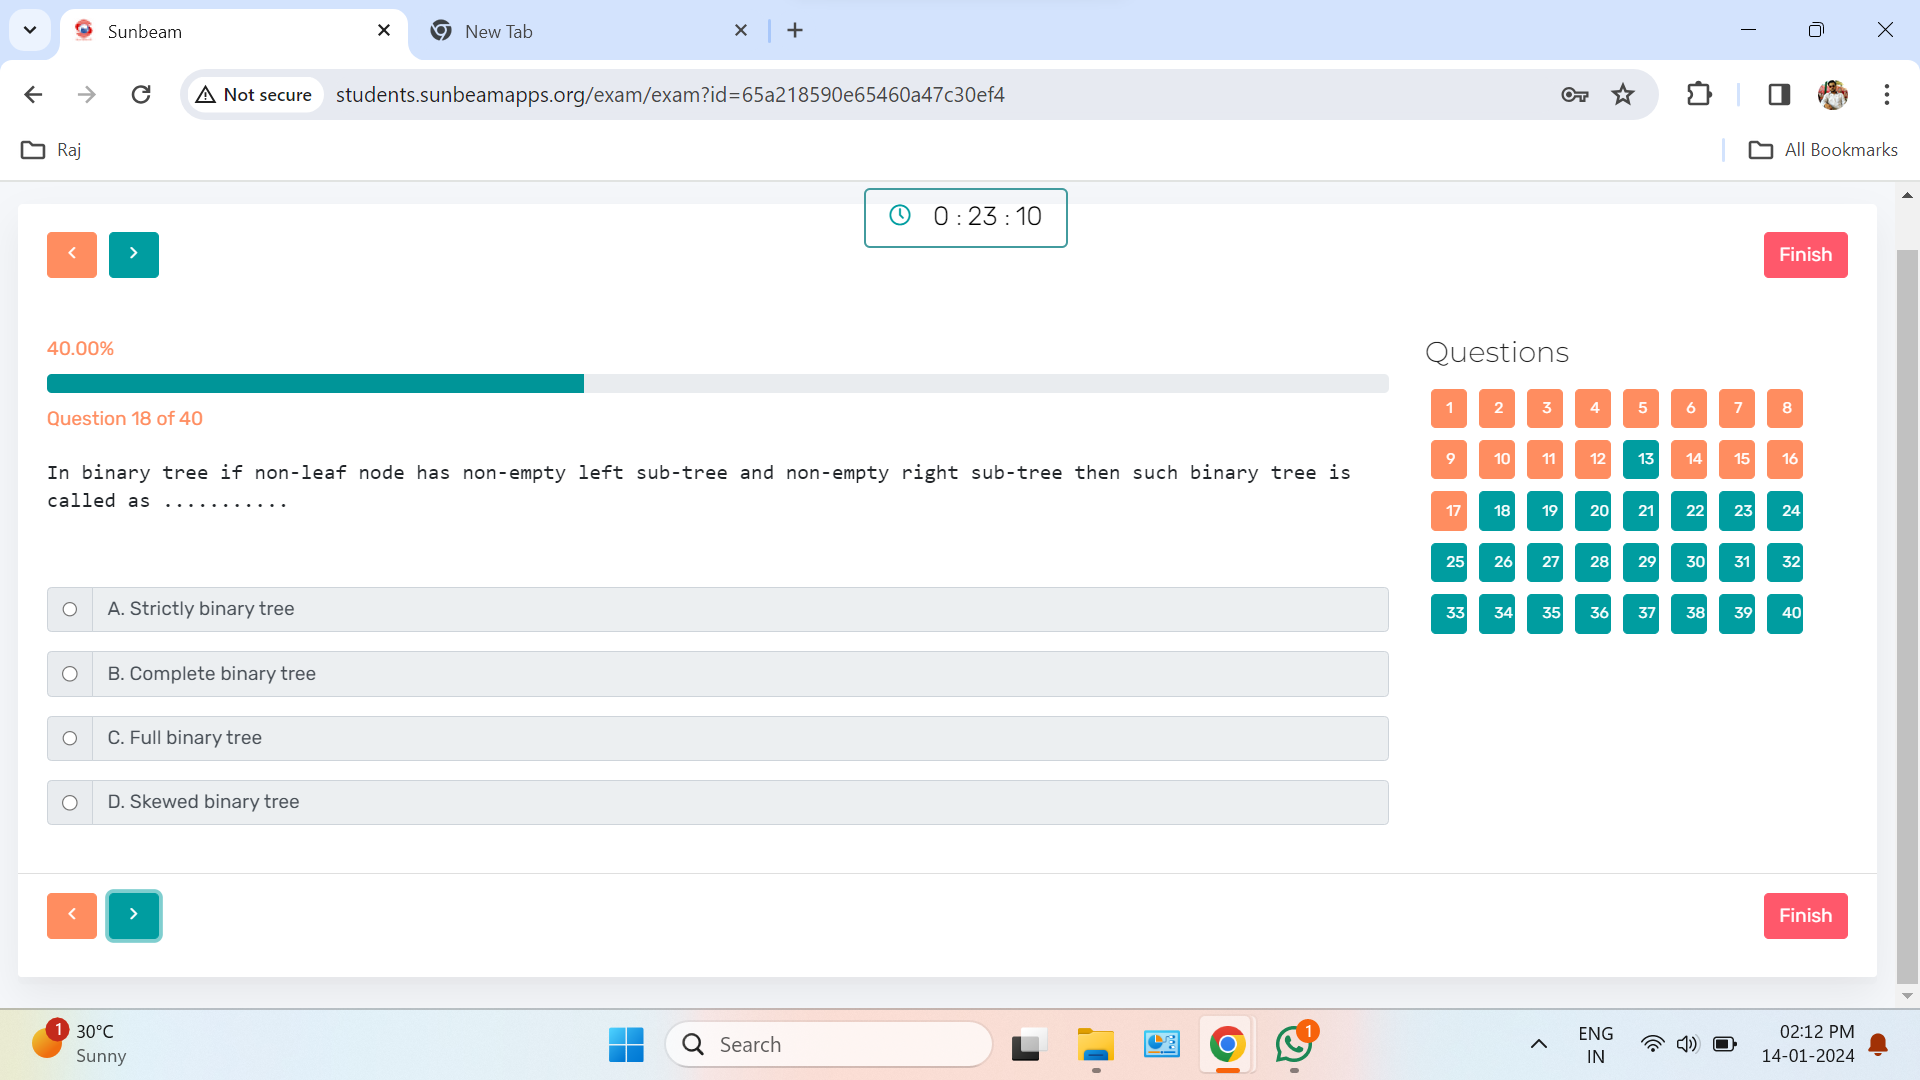 Sunbeam
New Tab
Not secure
students.sunbeamapps.org/exam/exam?id=65a218590e65460a47c30ef4
Raj
All Bookmarks
0 : 23 : 10
Finish
40.00%
Question 18 of 40
In binary tree if non-leaf node has non-empty left sub-tree and non-empty right sub-tree then such binary tree is
called as ...........
A. Strictly binary tree
B. Complete binary tree
C. Full binary tree
D. Skewed binary tree
Questions
1 2 3 4 5 6 7 8
9 10 11 12 13 14 15 16
17 18 19 20 21 22 23 24
25 26 27 28 29 30 31 32
33 34 35 36 37 38 39 40
Finish
1
30°C
Sunny
Search
1
ENG
IN
02:12 PM
14-01-2024